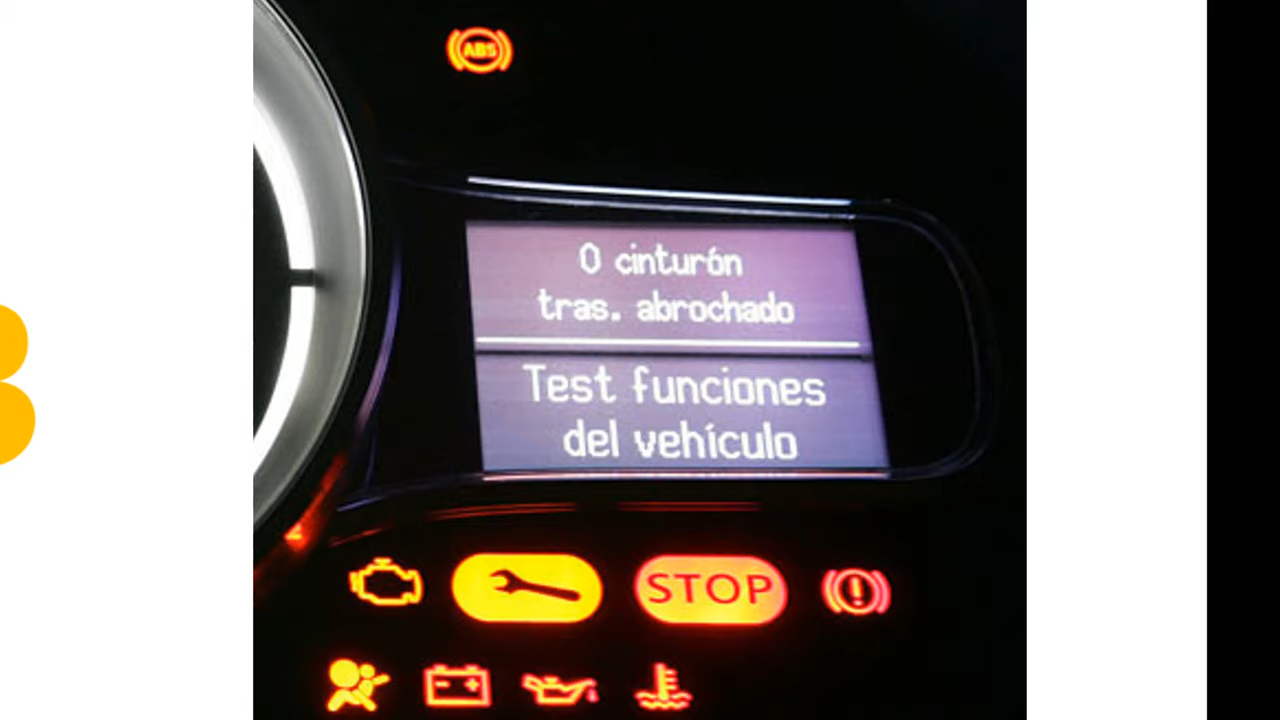 ABS
0 cinturón
tras. abrochado
Test funciones
del vehículo
STOP